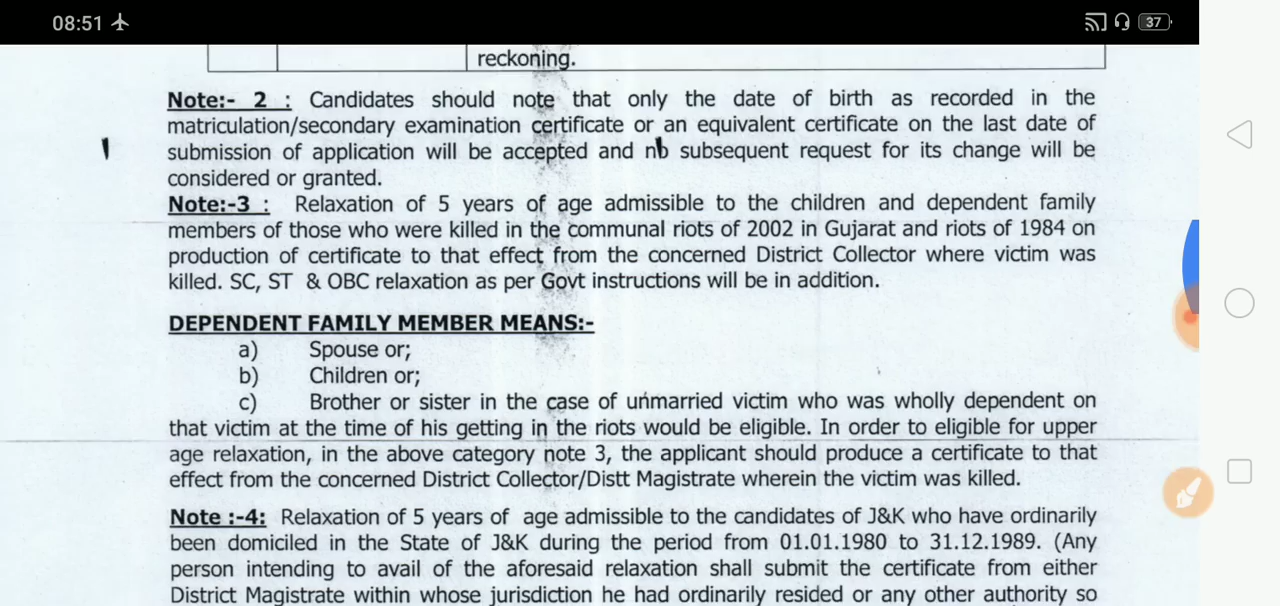 08:51
37
reckoning.
Note:- 2 : Candidates should note that only the date of birth as recorded in the
matriculation/secondary examination certificate or an equivalent certificate on the last date of
submission of application will be accepted and no subsequent request for its change will be
considered or granted.
Note:-3 : Relaxation of 5 years of age admissible to the children and dependent family
members of those who were killed in the communal riots of 2002 in Gujarat and riots of 1984 on
production of certificate to that effect from the concerned District Collector where victim was
killed. SC, ST & OBC relaxation as per Govt instructions will be in addition.
DEPENDENT FAMILY MEMBER MEANS:-
a) Spouse or;
b) Children or;
c) Brother or sister in the case of unmarried victim who was wholly dependent on
that victim at the time of his getting in the riots would be eligible. In order to eligible for upper
age relaxation, in the above category note 3, the applicant should produce a certificate to that
effect from the concerned District Collector/Distt Magistrate wherein the victim was killed.
Note :-4: Relaxation of 5 years of age admissible to the candidates of J&K who have ordinarily
been domiciled in the State of J&K during the period from 01.01.1980 to 31.12.1989. (Any
person intending to avail of the aforesaid relaxation shall submit the certificate from either
District Magistrate within whose jurisdiction he had ordinarily resided or any other authority so